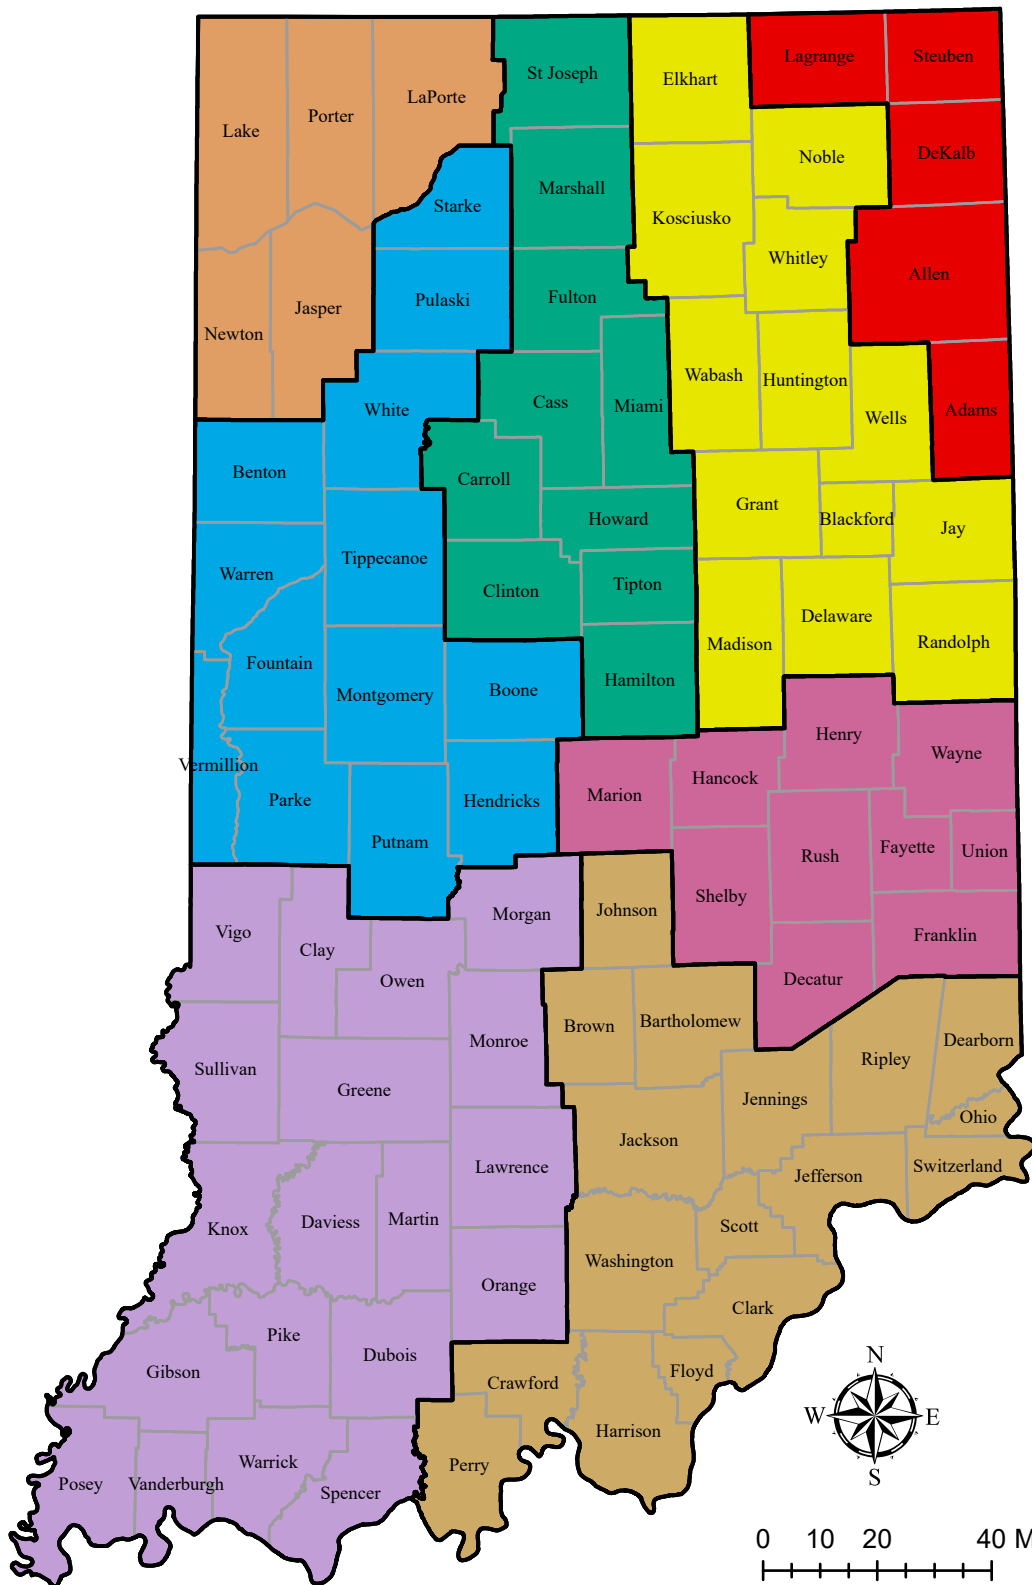 Lagrange
Steuben
St Joseph
Elkhart
LaPorte
Porter
Lake
Noble
DeKalb
Marshall
Starke
Kosciusko
Whitley
Allen
Fulton
Pulaski
Jasper
Newton
Wabash
Huntington
Cass
Miami
White
Wells
Adams
Benton
Carroll
Grant
Howard
Blackford
Jay
Tippecanoe
Warren
Clinton
Tipton
Delaware
Madison
Randolph
Fountain
Hamilton
Montgomery
Boone
Henry
Wayne
Vermillion
Hancock
Marion
Parke
Hendricks
Putnam
Rush
Fayette
Union
Shelby
Johnson
Morgan
Vigo
Franklin
Clay
Owen
Decatur
Brown
Bartholomew
Monroe
Dearborn
Ripley
Sullivan
Greene
Jennings
Ohio
Jackson
Lawrence
Switzerland
Jefferson
Daviess
Martin
Knox
Scott
Washington
Orange
Clark
Pike
Dubois
Gibson
Floyd
Crawford
Harrison
Warrick
Perry
Posey
Vanderburgh
Spencer
N
W
E
S
0 10 20 40 M